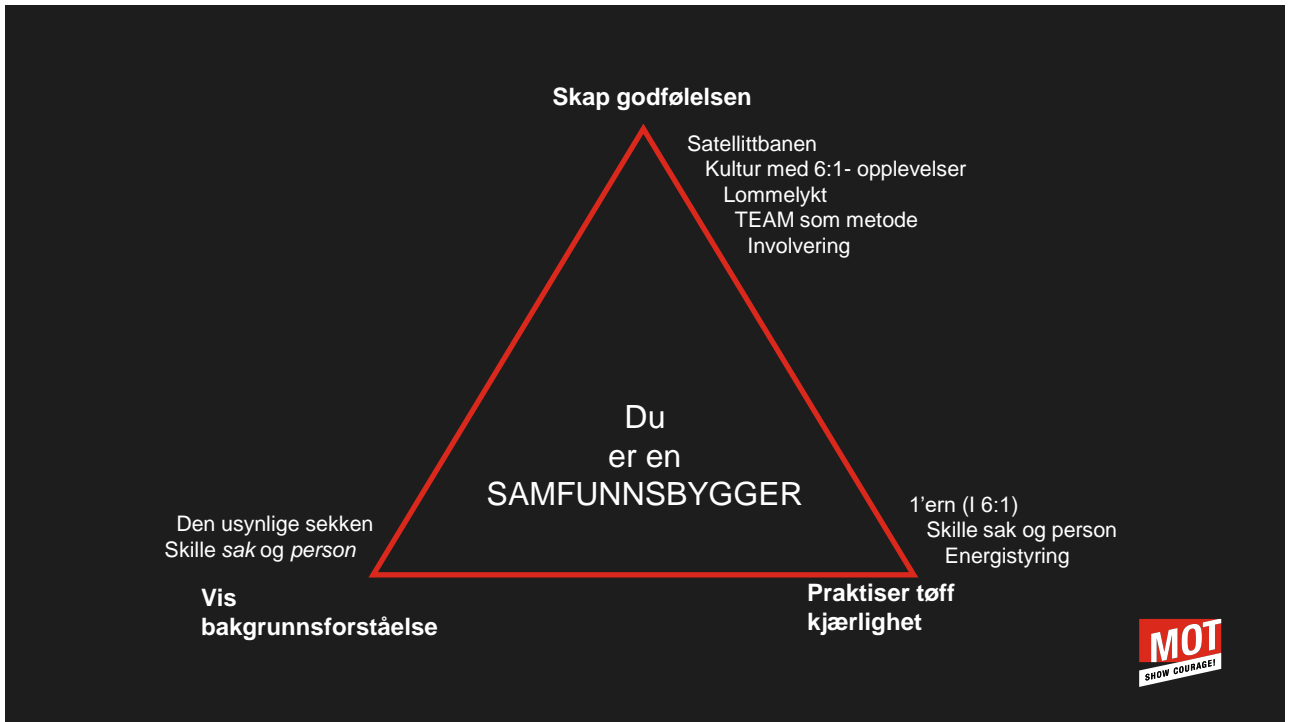 Skap godfølelsen
Satellittbanen
Kultur med 6:1- opplevelser
Lommelykt
TEAM som metode
Involvering
Du
er en
SAMFUNNSBYGGER
Den usynlige sekken
Skille sak og person
Vis
bakgrunnsforståelse
1’ern (I 6:1)
Skille sak og person
Energistyring
Praktiser tøff
kjærlighet
MOT
SHOW COURAGE!